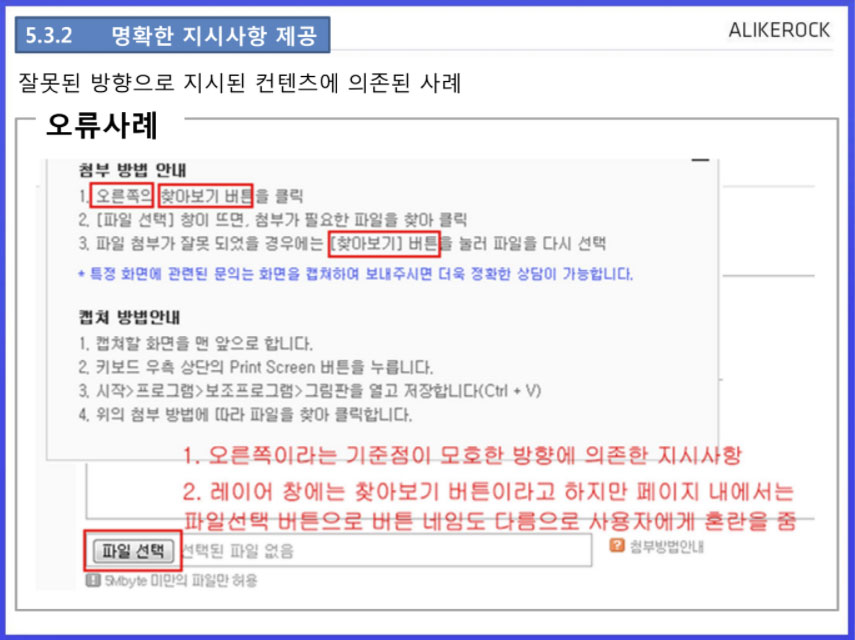 5.3.2 명확한 지시사항 제공
ALIKEROCK
잘못된 방향으로 지시된 컨텐츠에 의존된 사례
오류사례
첨부 방법 안내
1. 오른쪽의 찾아보기 버튼을 클릭
2. [파일 선택] 창이 뜨면, 첨부가 필요한 파일을 찾아 클릭
3. 파일 첨부가 잘못 되었을 경우에는 [찾아보기] 버튼을 눌러 파일을 다시 선택
* 특정 화면에 관련된 문의는 화면을 캡쳐하여 보내주시면 더욱 정확한 상담이 가능합니다.
캡쳐 방법안내
1. 캡쳐할 화면을 맨 앞으로 합니다.
2. 키보드 우측 상단의 Print Screen 버튼을 누릅니다.
3. 시작>프로그램>보조프로그램>그림판을 열고 저장합니다(Ctrl + V)
4. 위의 첨부 방법에 따라 파일을 찾아 클릭합니다.
1. 오른쪽이라는 기준점이 모호한 방향에 의존한 지시사항
2. 레이어 창에는 찾아보기 버튼이라고 하지만 페이지 내에서는
파일선택 버튼으로 버튼 네임도 다름으로 사용자에게 혼란을 줌
파일 선택 선택된 파일 없음
? 첨부방법안내
! 5Mbyte 미만의 파일만 허용